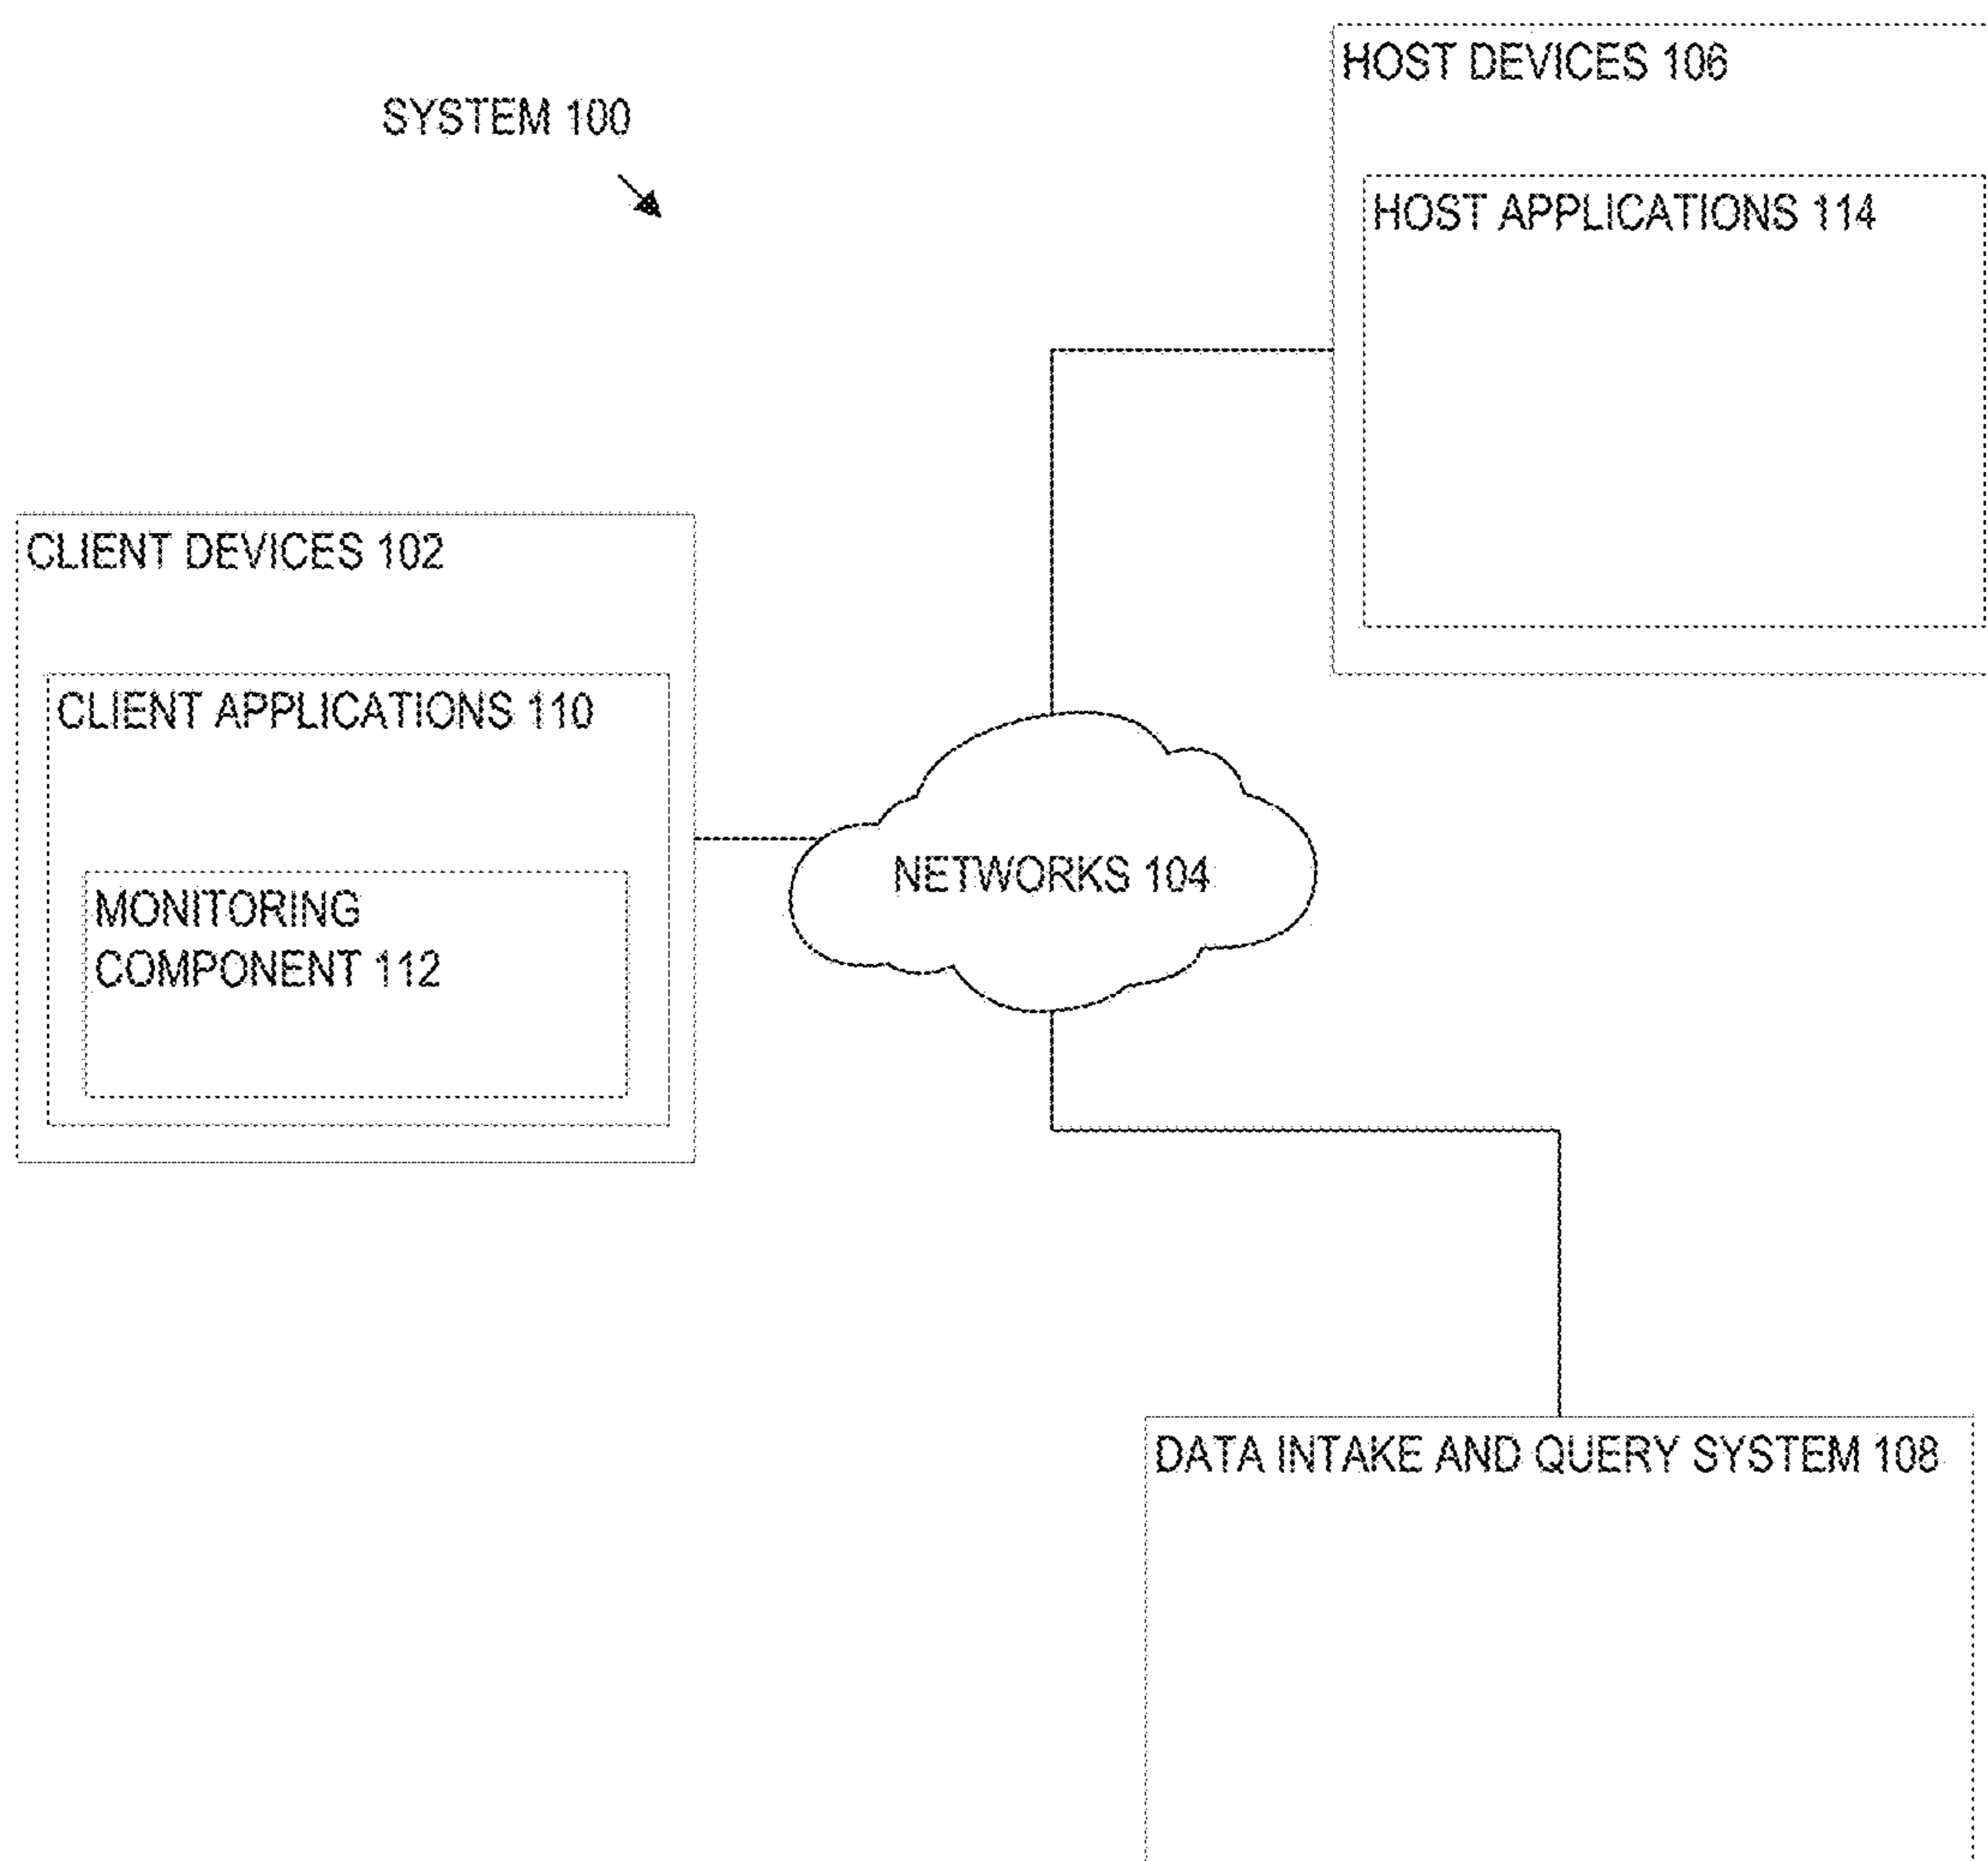 SYSTEM 100
HOST DEVICES 106
HOST APPLICATIONS 114
CLIENT DEVICES 102
CLIENT APPLICATIONS 110
MONITORING
COMPONENT 112
NETWORKS 104
DATA INTAKE AND QUERY SYSTEM 108